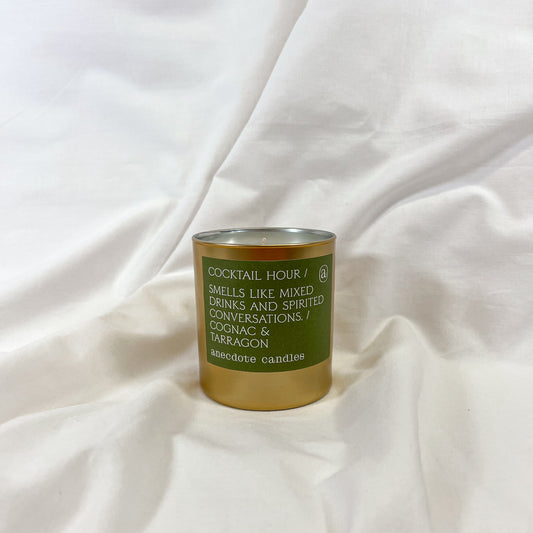 COCKTAIL HOUR / @
SMELLS LIKE MIXED
DRINKS AND SPIRITED
CONVERSATIONS. /
COGNAC &
TARRAGON
anecdote candles